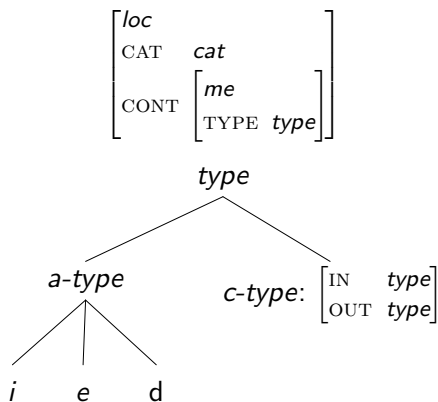 loc
CAT cat
CONT me
TYPE type
type
a-type
c-type: IN type
OUT type
i e d